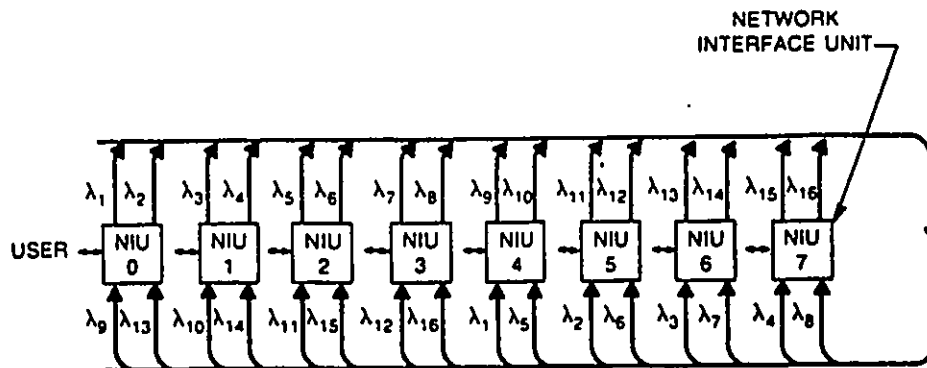 NETWORK
INTERFACE UNIT
λ1 λ2 λ3 λ4 λ5 λ6 λ7 λ8 λ9 λ10 λ11 λ12 λ13 λ14 λ15 λ16
USER NIU 0 NIU 1 NIU 2 NIU 3 NIU 4 NIU 5 NIU 6 NIU 7
λ9 λ13 λ10 λ14 λ11 λ15 λ12 λ16 λ1 λ5 λ2 λ6 λ3 λ7 λ4 λ8